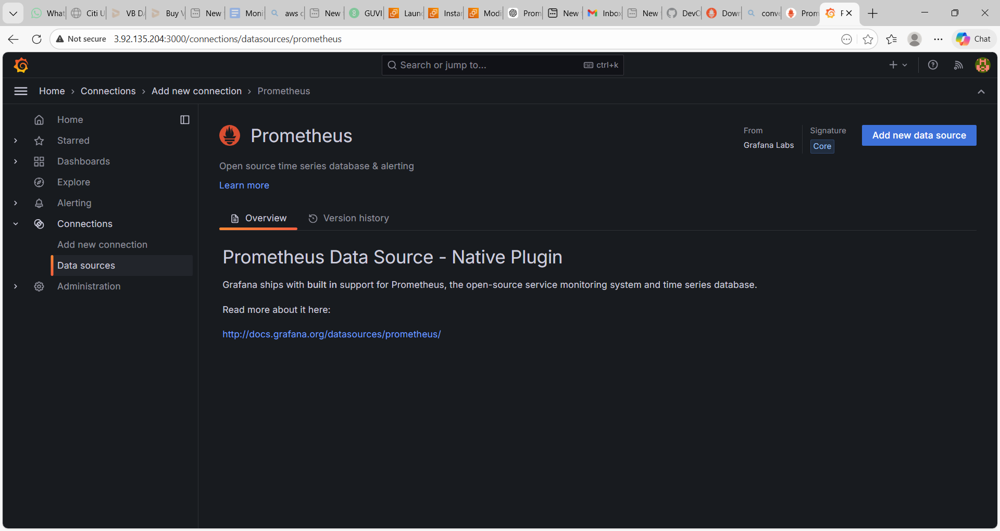 What
Citi U
VB D
Buy V
New
Moni
aws c
New
GUVI
Laun
Instar
Modi
Prom
New
Inbox
New
DevO
Down
conve
Prom
Not secure 3.92.135.204:3000/connections/datasources/prometheus
Chat
Search or jump to... ctrl+k
Home › Connections › Add new connection › Prometheus
Home
Starred
Dashboards
Explore
Alerting
Connections
Add new connection
Data sources
Administration
Prometheus
From
Grafana Labs
Signature
Core
Add new data source
Open source time series database & alerting
Learn more
Overview
Version history
Prometheus Data Source - Native Plugin
Grafana ships with built in support for Prometheus, the open-source service monitoring system and time series database.
Read more about it here:
http://docs.grafana.org/datasources/prometheus/